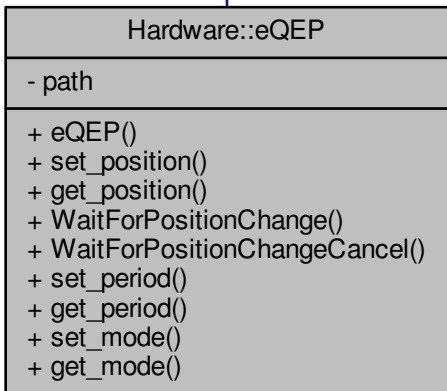 Hardware::eQEP
- path
+ eQEP()
+ set_position()
+ get_position()
+ WaitForPositionChange()
+ WaitForPositionChangeCancel()
+ set_period()
+ get_period()
+ set_mode()
+ get_mode()